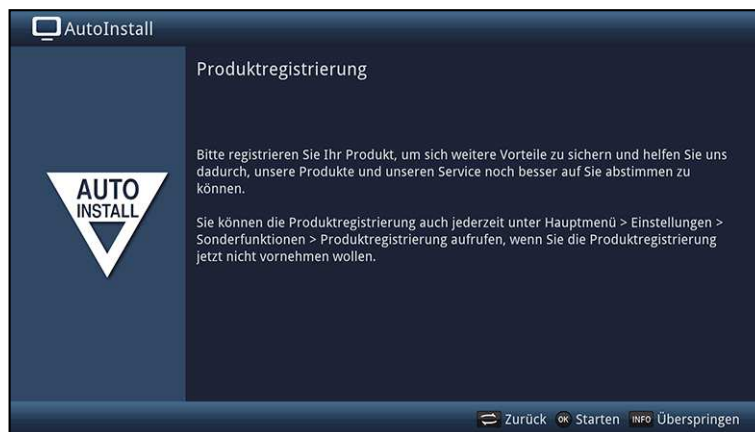 AutoInstall
Produktregistrierung
AUTO
INSTALL
Bitte registrieren Sie Ihr Produkt, um sich weitere Vorteile zu sichern und helfen Sie uns
dadurch, unsere Produkte und unseren Service noch besser auf Sie abstimmen zu
können.
Sie können die Produktregistrierung auch jederzeit unter Hauptmenü > Einstellungen >
Sonderfunktionen > Produktregistrierung aufrufen, wenn Sie die Produktregistrierung
jetzt nicht vornehmen wollen.
Zurück OK Starten INFO Überspringen